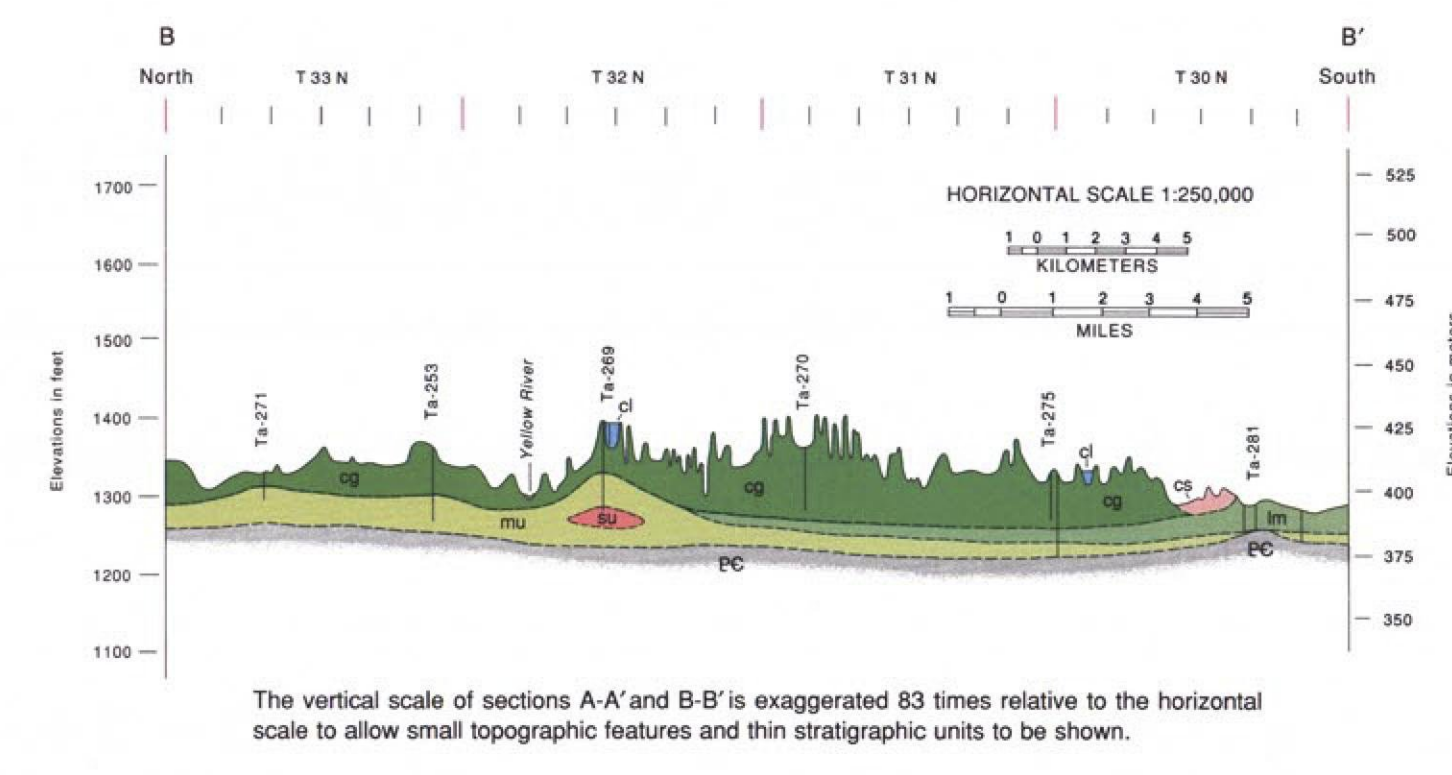 B B′
North T 33 N T 32 N T 31 N T 30 N South
1700 525
HORIZONTAL SCALE 1:250,000
1 0 1 2 3 4 5
KILOMETERS
500
1600
1 0 1 2 3 4 5
MILES
475
1500
450
Elevations in feet
Ta-271
Ta-253
Yellow River
Ta-269
cl
Ta-270
Ta-275
cl
Ta-281
1400 425
cg cg cg cs
1300 400
mu su lm
375
PЄ PЄ
1200
350
1100
The vertical scale of sections A-A′ and B-B′ is exaggerated 83 times relative to the horizontal
scale to allow small topographic features and thin stratigraphic units to be shown.